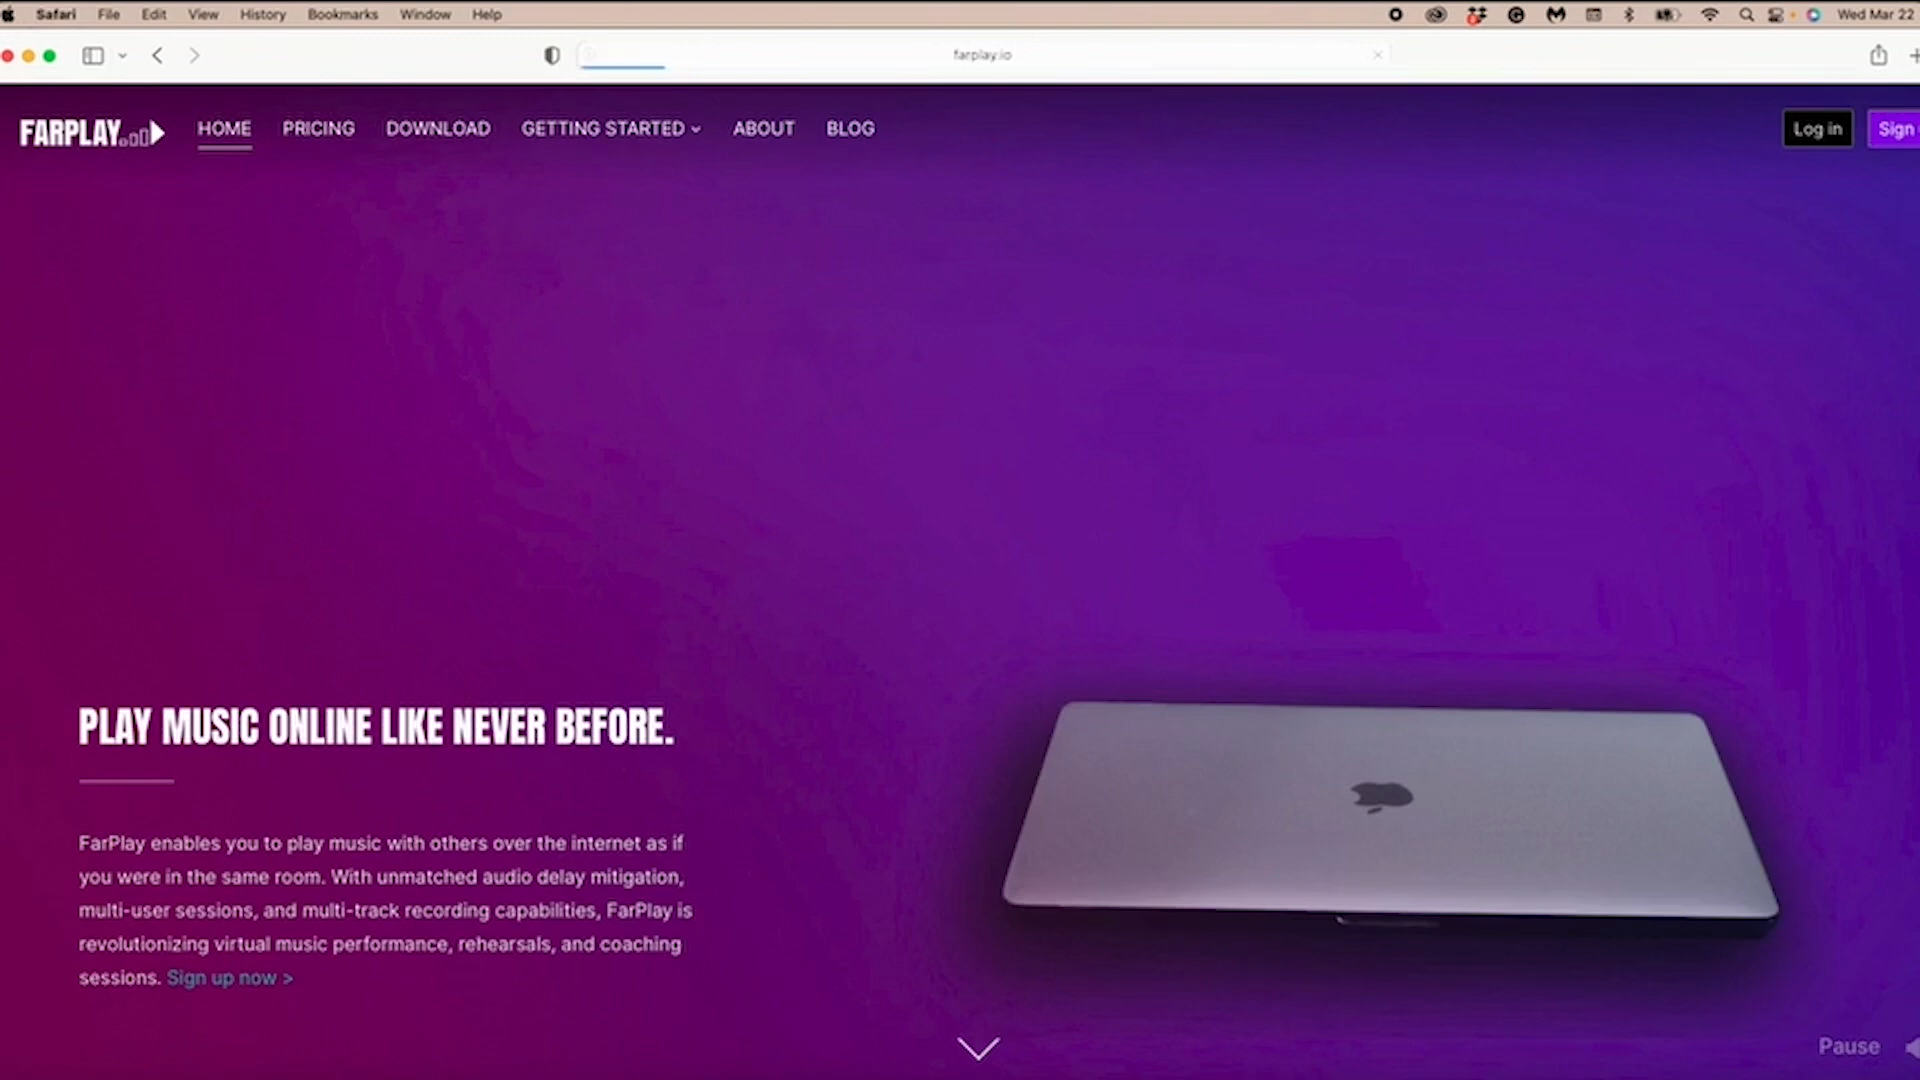 Safari File Edit View History Bookmarks Window Help Wed Mar 22
farplay.io
FARPLAY HOME PRICING DOWNLOAD GETTING STARTED ABOUT BLOG Log in Sign
PLAY MUSIC ONLINE LIKE NEVER BEFORE.
FarPlay enables you to play music with others over the internet as if
you were in the same room. With unmatched audio delay mitigation,
multi-user sessions, and multi-track recording capabilities, FarPlay is
revolutionizing virtual music performance, rehearsals, and coaching
sessions. Sign up now >
Pause